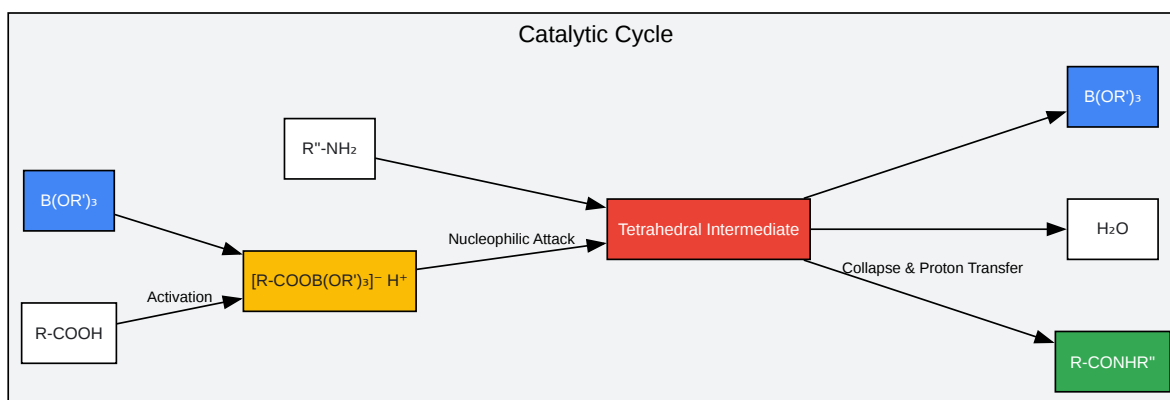 Catalytic Cycle
B(OR')₃
R"-NH₂
B(OR')₃
Tetrahedral Intermediate
H₂O
Nucleophilic Attack
[R-COOB(OR')₃]⁻ H⁺
Collapse & Proton Transfer
Activation
R-COOH
R-CONHR"